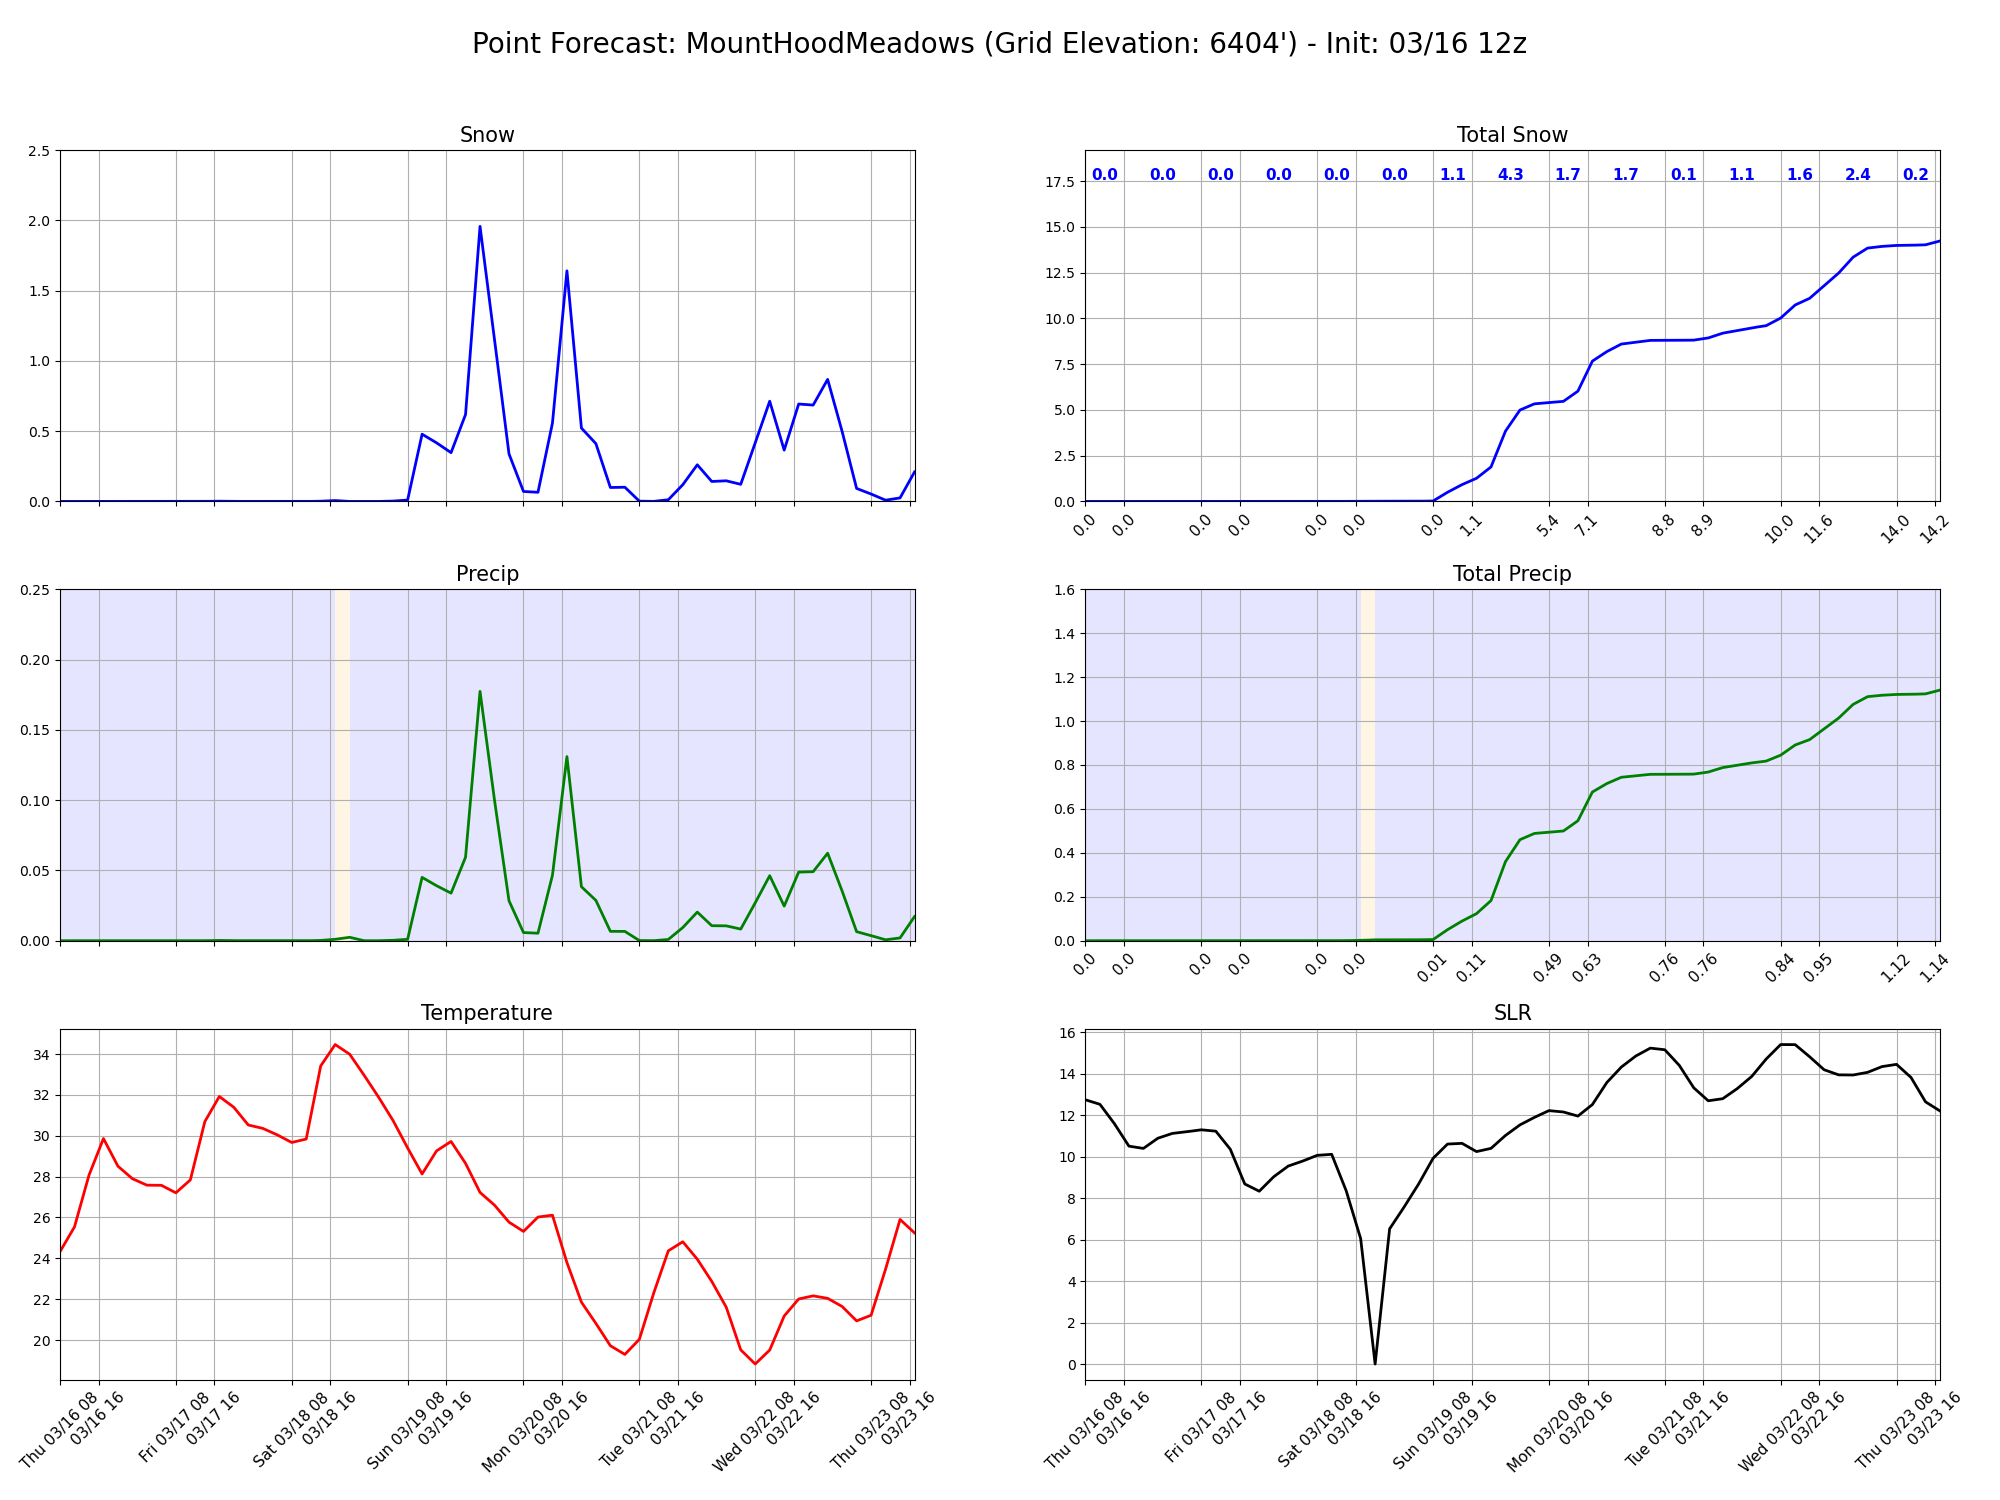 Point Forecast: MountHoodMeadows (Grid Elevation: 6404') - Init: 03/16 12z
Snow
2.5
2.0
1.5
1.0
0.5
0.0
Total Snow
0.0 0.0 0.0 0.0 0.0 0.0 1.1 4.3 1.7 1.7 0.1 1.1 1.6 2.4 0.2
17.5
15.0
12.5
10.0
7.5
5.0
2.5
0.0
0.0 0.0 0.0 0.0 0.0 0.0 0.0 1.1 5.4 7.1 8.8 8.9 10.0 11.6 14.0 14.2
Precip
0.25
0.20
0.15
0.10
0.05
0.00
Total Precip
1.6
1.4
1.2
1.0
0.8
0.6
0.4
0.2
0.0
0.0 0.0 0.0 0.0 0.0 0.0 0.01 0.11 0.49 0.63 0.76 0.76 0.84 0.95 1.12 1.14
Temperature
34
32
30
28
26
24
22
20
Thu 03/16 08
03/16 16
Fri 03/17 08
03/17 16
Sat 03/18 08
03/18 16
Sun 03/19 08
03/19 16
Mon 03/20 08
03/20 16
Tue 03/21 08
03/21 16
Wed 03/22 08
03/22 16
Thu 03/23 08
03/23 16
SLR
16
14
12
10
8
6
4
2
0
Thu 03/16 08
03/16 16
Fri 03/17 08
03/17 16
Sat 03/18 08
03/18 16
Sun 03/19 08
03/19 16
Mon 03/20 08
03/20 16
Tue 03/21 08
03/21 16
Wed 03/22 08
03/22 16
Thu 03/23 08
03/23 16